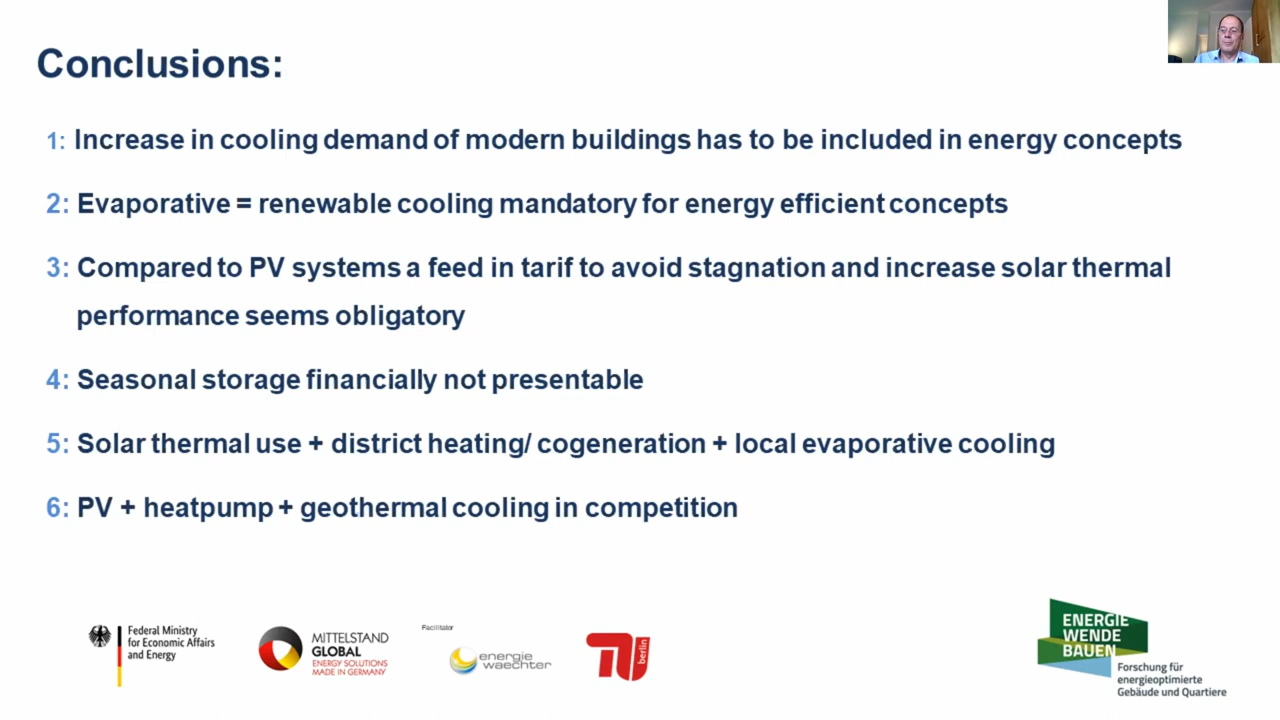 Conclusions:
1: Increase in cooling demand of modern buildings has to be included in energy concepts
2: Evaporative = renewable cooling mandatory for energy efficient concepts
3: Compared to PV systems a feed in tarif to avoid stagnation and increase solar thermal
performance seems obligatory
4: Seasonal storage financially not presentable
5: Solar thermal use + district heating/ cogeneration + local evaporative cooling
6: PV + heatpump + geothermal cooling in competition
Federal Ministry
for Economic Affairs
and Energy
MITTELSTAND
GLOBAL
ENERGY SOLUTIONS
MADE IN GERMANY
Facilitator
energie
waechter
TU
berlin
ENERGIE
WENDE
BAUEN
Forschung für
energieoptimierte
Gebäude und Quartiere